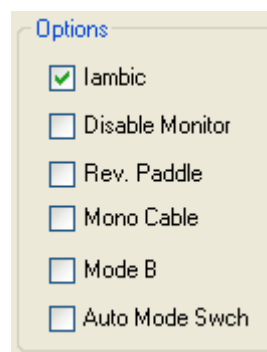 Options
Iambic
Disable Monitor
Rev. Paddle
Mono Cable
Mode B
Auto Mode Swch